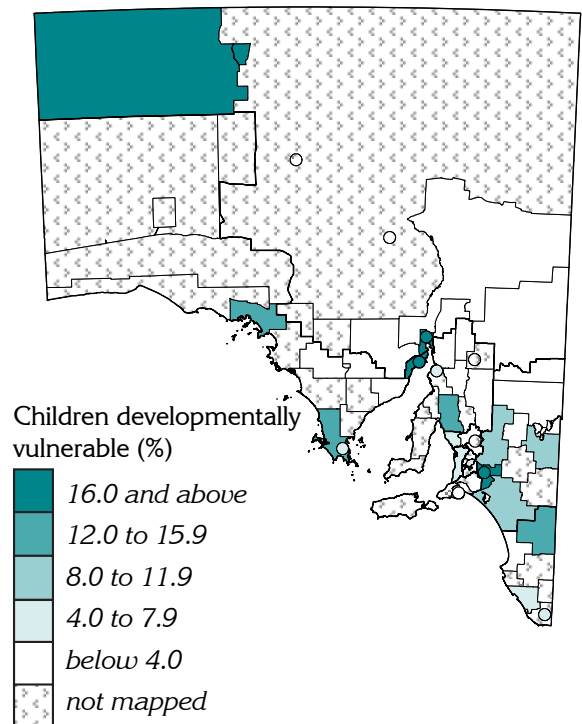 Children developmentally
vulnerable (%)
16.0 and above
12.0 to 15.9
8.0 to 11.9
4.0 to 7.9
below 4.0
not mapped